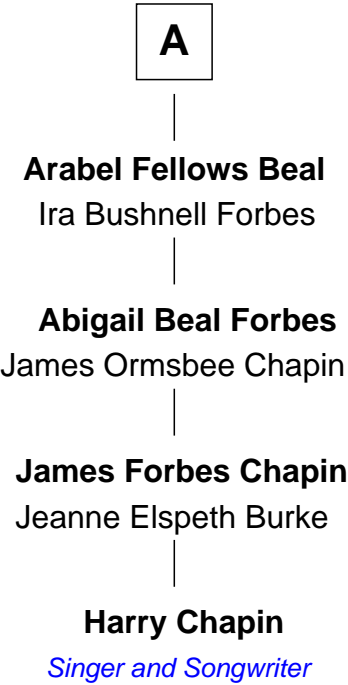 A
Arabel Fellows Beal
Ira Bushnell Forbes
Abigail Beal Forbes
James Ormsbee Chapin
James Forbes Chapin
Jeanne Elspeth Burke
Harry Chapin
Singer and Songwriter